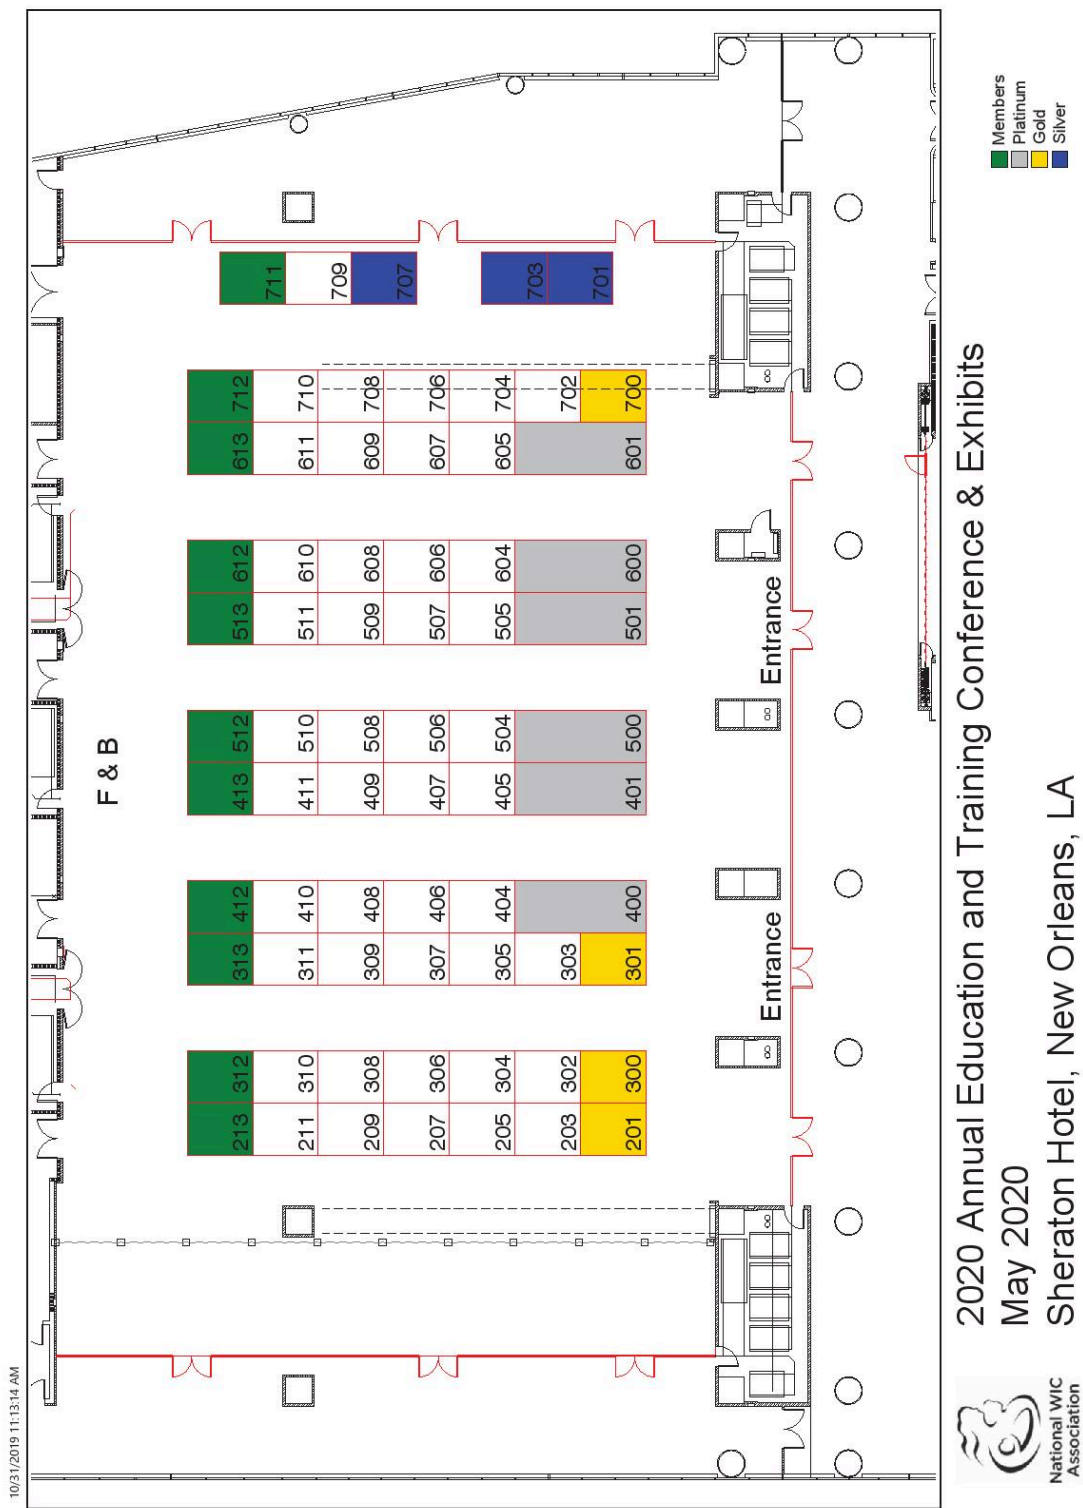 10/31/2019 11:13:14 AM
F & B
213 312
211 310
209 308
207 306
205 304
203 302
201 300
313 412
311 410
309 408
307 406
305 404
303
301 400
413 512
411 510
409 508
407 506
405 504
401 500
513 612
511 610
509 608
507 606
505 604
501 600
613 712
611 710
609 708
607 706
605 704
702
601 700
711
709
707
703
701
Entrance
Entrance
2020 Annual Education and Training Conference & Exhibits
May 2020
Sheraton Hotel, New Orleans, LA
National WIC
Association
Members
Platinum
Gold
Silver